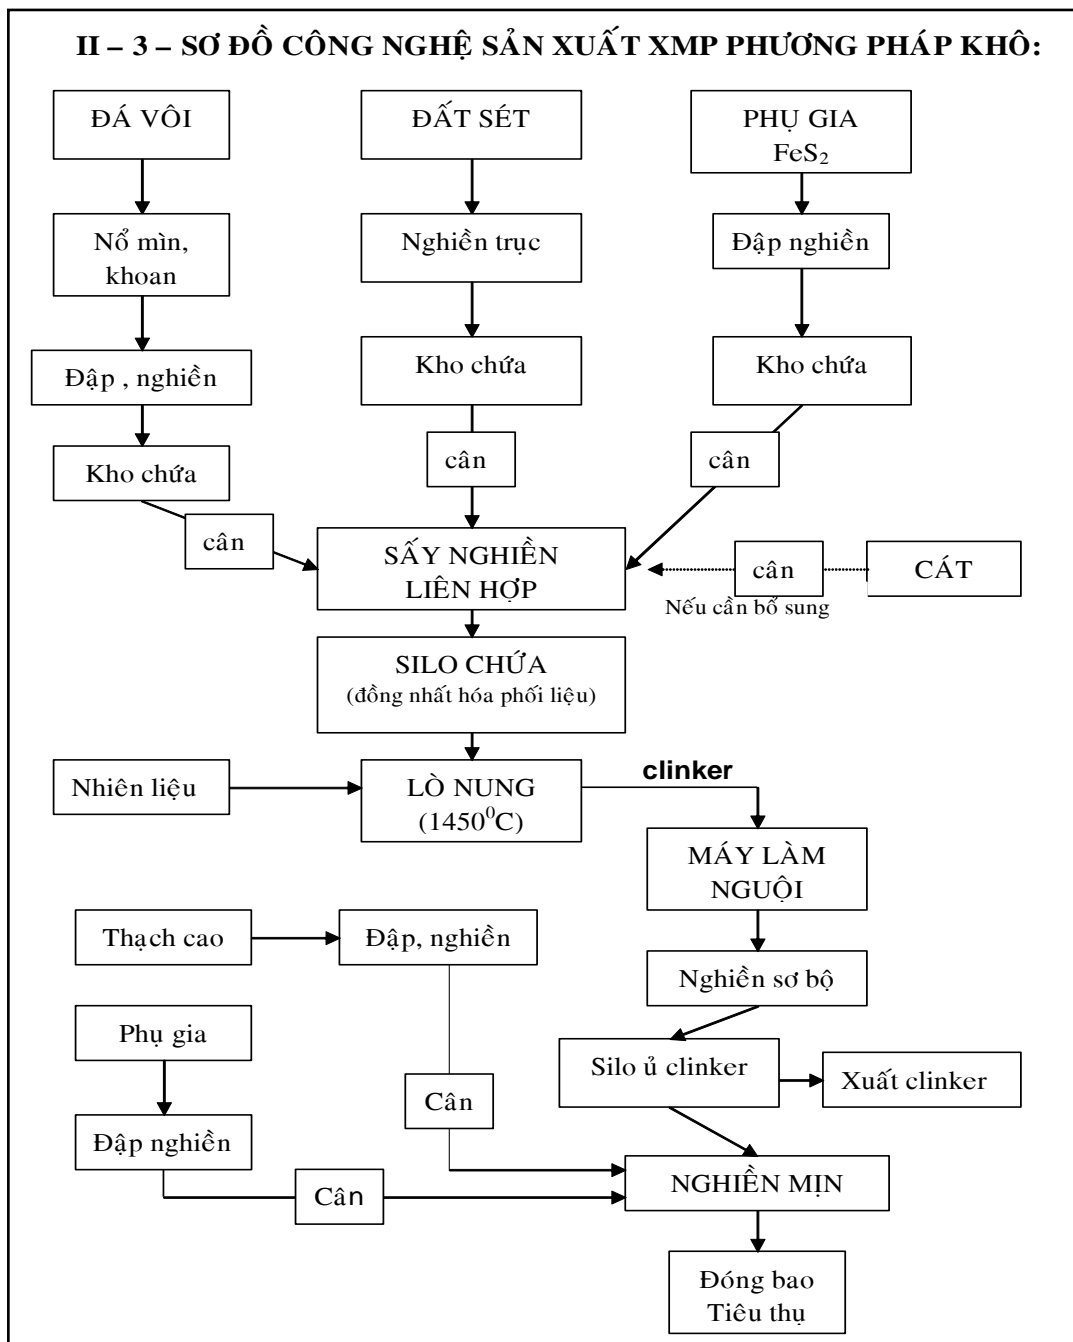 II – 3 – SƠ ĐỒ CÔNG NGHỆ SẢN XUẤT XMP PHƯƠNG PHÁP KHÔ:
ĐÁ VÔI
ĐẤT SÉT
PHỤ GIA
FeS₂
Nổ mìn,
khoan
Nghiền trục
Đập nghiền
Đập , nghiền
Kho chứa
Kho chứa
Kho chứa
cân
cân
cân
SẤY NGHIỀN
LIÊN HỢP
cân
CÁT
Nếu cần bổ sung
SILO CHỨA
(đồng nhất hóa phối liệu)
Nhiên liệu
LÒ NUNG
(1450⁰C)
clinker
MÁY LÀM
NGUỘI
Thạch cao
Đập, nghiền
Nghiền sơ bộ
Phụ gia
Silo ủ clinker
Xuất clinker
Cân
Đập nghiền
Cân
NGHIỀN MỊN
Đóng bao
Tiêu thụ